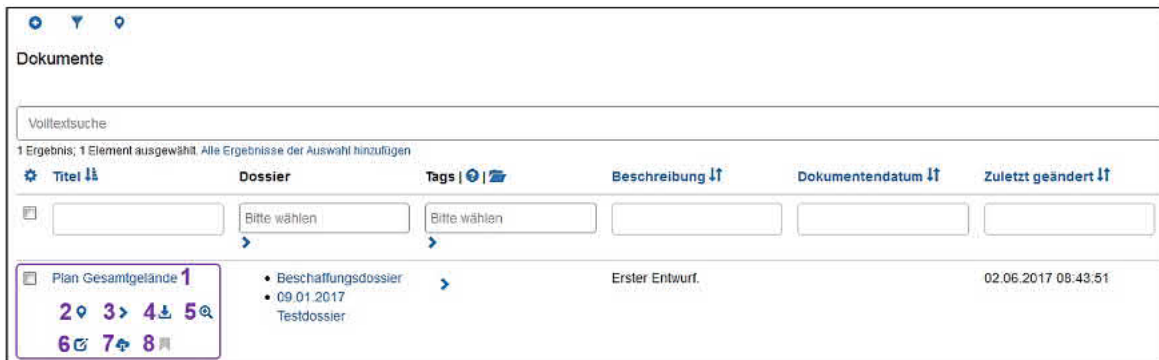 Dokumente
Volltextsuche
1 Ergebnis; 1 Element ausgewählt. Alle Ergebnisse der Auswahl hinzufügen
Titel Dossier Tags | | Beschreibung Dokumentendatum Zuletzt geändert
Bitte wählen Bitte wählen
Plan Gesamtgelände 1 • Beschaffungsdossier Erster Entwurf. 02.06.2017 08:43:51
• 09.01.2017
2 3 4 5 Testdossier
6 7 8